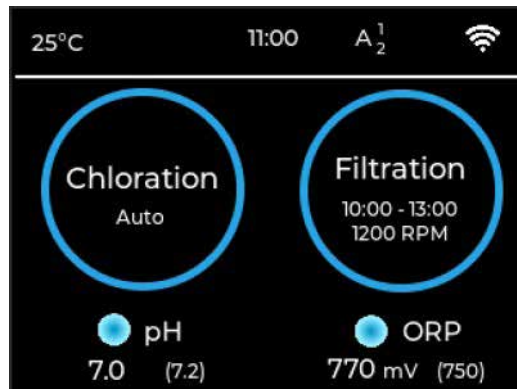 25°C 11:00 A 1 2
Chloration
Auto
Filtration
10:00 - 13:00
1200 RPM
pH
7.0 (7.2)
ORP
770 mV (750)